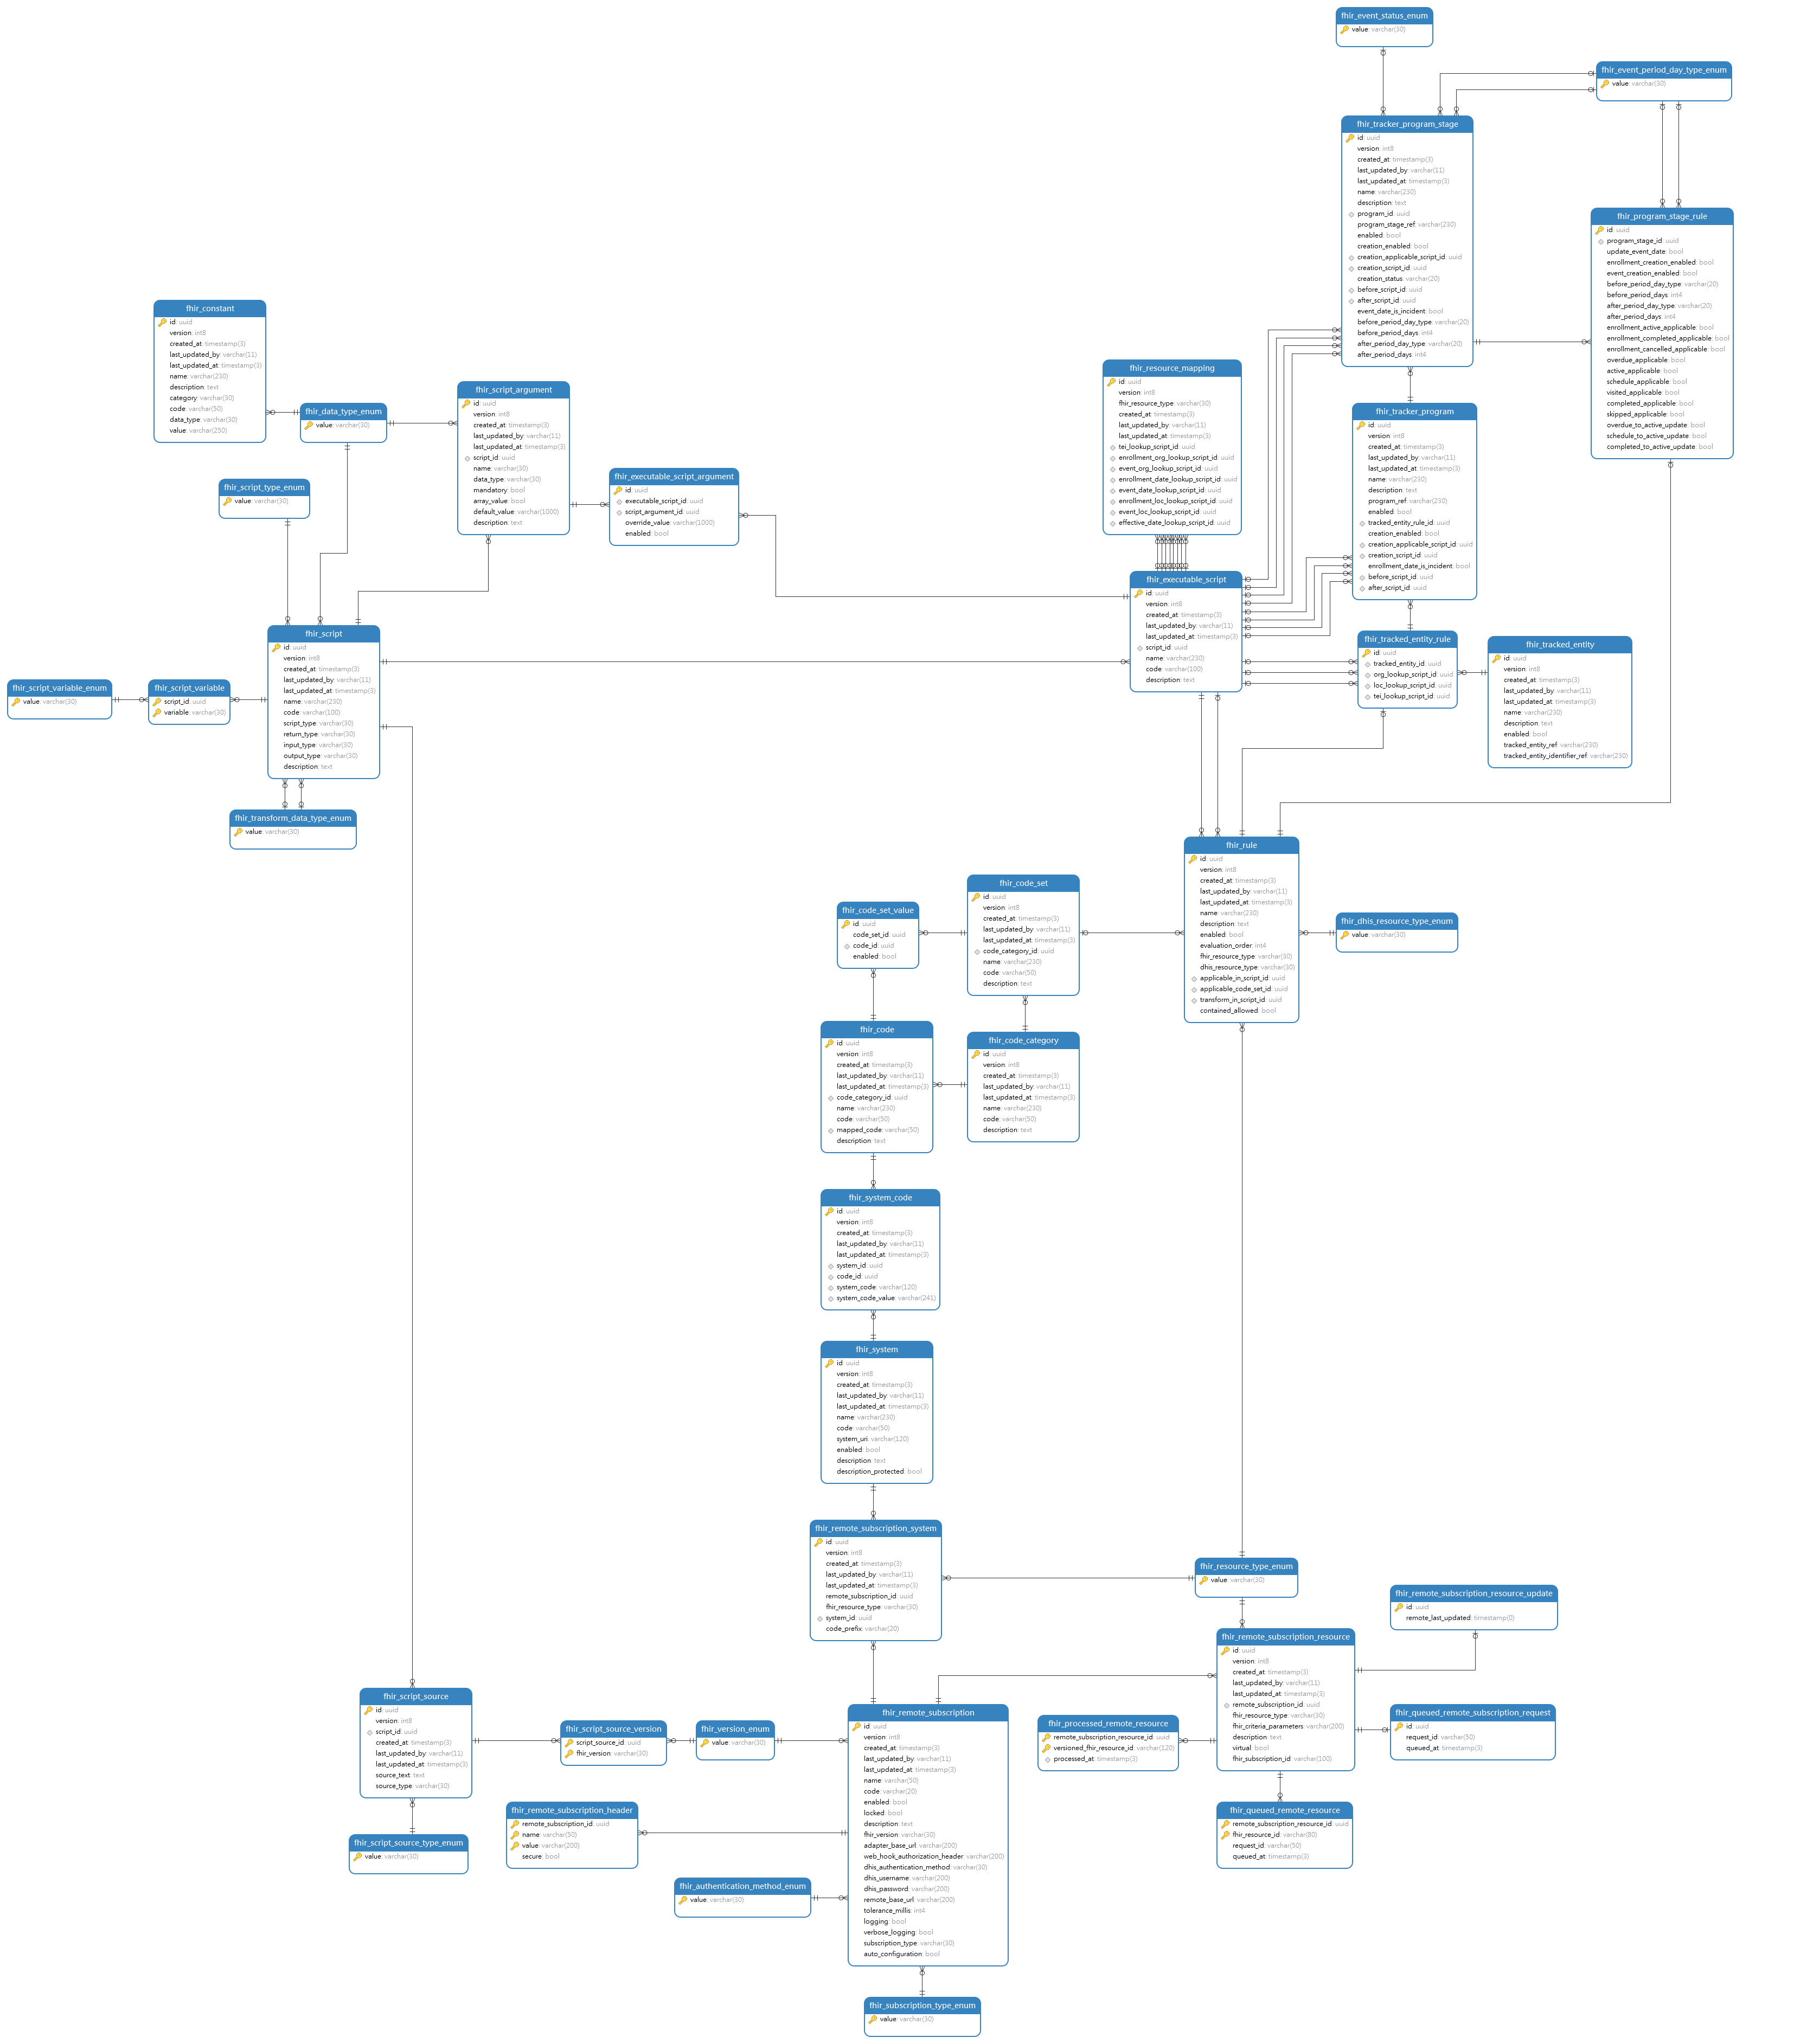 fhir_event_status_enum
value: varchar(30)
fhir_event_period_day_type_enum
value: varchar(30)
fhir_tracker_program_stage
id: uuid
version: int8
created_at: timestamp(3)
last_updated_by: varchar(11)
last_updated_at: timestamp(3)
name: varchar(230)
description: text
program_id: uuid
program_stage_ref: varchar(230)
enabled: bool
creation_enabled: bool
creation_applicable_script_id: uuid
creation_script_id: uuid
creation_status: varchar(20)
before_script_id: uuid
after_script_id: uuid
event_date_is_incident: bool
before_period_day_type: varchar(20)
before_period_days: int4
after_period_day_type: varchar(20)
after_period_days: int4
fhir_program_stage_rule
id: uuid
program_stage_id: uuid
update_event_date: bool
enrollment_creation_enabled: bool
event_creation_enabled: bool
before_period_day_type: varchar(20)
before_period_days: int4
after_period_day_type: varchar(20)
after_period_days: int4
enrollment_active_applicable: bool
enrollment_completed_applicable: bool
enrollment_cancelled_applicable: bool
overdue_applicable: bool
active_applicable: bool
schedule_applicable: bool
visited_applicable: bool
completed_applicable: bool
skipped_applicable: bool
overdue_to_active_update: bool
schedule_to_active_update: bool
completed_to_active_update: bool
fhir_constant
id: uuid
version: int8
created_at: timestamp(3)
last_updated_by: varchar(11)
last_updated_at: timestamp(3)
name: varchar(230)
description: text
category: varchar(30)
code: varchar(50)
data_type: varchar(30)
value: varchar(250)
fhir_data_type_enum
value: varchar(30)
fhir_script_argument
id: uuid
version: int8
created_at: timestamp(3)
last_updated_by: varchar(11)
last_updated_at: timestamp(3)
script_id: uuid
name: varchar(30)
data_type: varchar(30)
mandatory: bool
array_value: bool
default_value: varchar(1000)
description: text
fhir_resource_mapping
id: uuid
version: int8
fhir_resource_type: varchar(30)
created_at: timestamp(3)
last_updated_by: varchar(11)
last_updated_at: timestamp(3)
tei_lookup_script_id: uuid
enrollment_org_lookup_script_id: uuid
event_org_lookup_script_id: uuid
enrollment_date_lookup_script_id: uuid
event_date_lookup_script_id: uuid
enrollment_loc_lookup_script_id: uuid
event_loc_lookup_script_id: uuid
effective_date_lookup_script_id: uuid
fhir_tracker_program
id: uuid
version: int8
created_at: timestamp(3)
last_updated_by: varchar(11)
last_updated_at: timestamp(3)
name: varchar(230)
description: text
program_ref: varchar(230)
enabled: bool
tracked_entity_rule_id: uuid
creation_enabled: bool
creation_applicable_script_id: uuid
creation_script_id: uuid
enrollment_date_is_incident: bool
before_script_id: uuid
after_script_id: uuid
fhir_script_type_enum
value: varchar(30)
fhir_executable_script_argument
id: uuid
executable_script_id: uuid
script_argument_id: uuid
override_value: varchar(1000)
enabled: bool
fhir_executable_script
id: uuid
version: int8
created_at: timestamp(3)
last_updated_by: varchar(11)
last_updated_at: timestamp(3)
script_id: uuid
name: varchar(230)
code: varchar(100)
description: text
fhir_script
id: uuid
version: int8
created_at: timestamp(3)
last_updated_by: varchar(11)
last_updated_at: timestamp(3)
name: varchar(230)
code: varchar(100)
script_type: varchar(30)
return_type: varchar(30)
input_type: varchar(30)
output_type: varchar(30)
description: text
fhir_tracked_entity_rule
id: uuid
tracked_entity_id: uuid
org_lookup_script_id: uuid
loc_lookup_script_id: uuid
tei_lookup_script_id: uuid
fhir_tracked_entity
id: uuid
version: int8
created_at: timestamp(3)
last_updated_by: varchar(11)
last_updated_at: timestamp(3)
name: varchar(230)
description: text
enabled: bool
tracked_entity_ref: varchar(230)
tracked_entity_identifier_ref: varchar(230)
fhir_script_variable_enum
value: varchar(30)
fhir_script_variable
script_id: uuid
variable: varchar(30)
fhir_transform_data_type_enum
value: varchar(30)
fhir_rule
id: uuid
version: int8
created_at: timestamp(3)
last_updated_by: varchar(11)
last_updated_at: timestamp(3)
name: varchar(230)
description: text
enabled: bool
evaluation_order: int4
fhir_resource_type: varchar(30)
dhis_resource_type: varchar(30)
applicable_in_script_id: uuid
applicable_code_set_id: uuid
transform_in_script_id: uuid
contained_allowed: bool
fhir_code_set
id: uuid
version: int8
created_at: timestamp(3)
last_updated_by: varchar(11)
last_updated_at: timestamp(3)
code_category_id: uuid
name: varchar(230)
code: varchar(50)
description: text
fhir_code_set_value
id: uuid
code_set_id: uuid
code_id: uuid
enabled: bool
fhir_dhis_resource_type_enum
value: varchar(30)
fhir_code
id: uuid
version: int8
created_at: timestamp(3)
last_updated_by: varchar(11)
last_updated_at: timestamp(3)
code_category_id: uuid
name: varchar(230)
code: varchar(50)
mapped_code: varchar(50)
description: text
fhir_code_category
id: uuid
version: int8
created_at: timestamp(3)
last_updated_by: varchar(11)
last_updated_at: timestamp(3)
name: varchar(230)
code: varchar(50)
description: text
fhir_system_code
id: uuid
version: int8
created_at: timestamp(3)
last_updated_by: varchar(11)
last_updated_at: timestamp(3)
system_id: uuid
code_id: uuid
system_code: varchar(120)
system_code_value: varchar(241)
fhir_system
id: uuid
version: int8
created_at: timestamp(3)
last_updated_by: varchar(11)
last_updated_at: timestamp(3)
name: varchar(230)
code: varchar(50)
system_uri: varchar(120)
enabled: bool
description: text
description_protected: bool
fhir_remote_subscription_system
id: uuid
version: int8
created_at: timestamp(3)
last_updated_by: varchar(11)
last_updated_at: timestamp(3)
remote_subscription_id: uuid
fhir_resource_type: varchar(30)
system_id: uuid
code_prefix: varchar(20)
fhir_resource_type_enum
value: varchar(30)
fhir_remote_subscription_resource_update
id: uuid
remote_last_updated: timestamp(0)
fhir_remote_subscription_resource
id: uuid
version: int8
created_at: timestamp(3)
last_updated_by: varchar(11)
last_updated_at: timestamp(3)
remote_subscription_id: uuid
fhir_resource_type: varchar(30)
fhir_criteria_parameters: varchar(200)
description: text
virtual: bool
fhir_subscription_id: varchar(100)
fhir_script_source
id: uuid
version: int8
script_id: uuid
created_at: timestamp(3)
last_updated_by: varchar(11)
last_updated_at: timestamp(3)
source_text: text
source_type: varchar(30)
fhir_script_source_version
script_source_id: uuid
fhir_version: varchar(30)
fhir_version_enum
value: varchar(30)
fhir_remote_subscription
id: uuid
version: int8
created_at: timestamp(3)
last_updated_by: varchar(11)
last_updated_at: timestamp(3)
name: varchar(50)
code: varchar(20)
enabled: bool
locked: bool
description: text
fhir_version: varchar(30)
adapter_base_url: varchar(200)
web_hook_authorization_header: varchar(200)
dhis_authentication_method: varchar(30)
dhis_username: varchar(200)
dhis_password: varchar(200)
remote_base_url: varchar(200)
tolerance_millis: int4
logging: bool
verbose_logging: bool
subscription_type: varchar(30)
auto_configuration: bool
fhir_processed_remote_resource
remote_subscription_resource_id: uuid
versioned_fhir_resource_id: varchar(120)
processed_at: timestamp(3)
fhir_queued_remote_subscription_request
id: uuid
request_id: varchar(50)
queued_at: timestamp(3)
fhir_remote_subscription_header
remote_subscription_id: uuid
name: varchar(50)
value: varchar(200)
secure: bool
fhir_queued_remote_resource
remote_subscription_resource_id: uuid
fhir_resource_id: varchar(80)
request_id: varchar(50)
queued_at: timestamp(3)
fhir_script_source_type_enum
value: varchar(30)
fhir_authentication_method_enum
value: varchar(30)
fhir_subscription_type_enum
value: varchar(30)